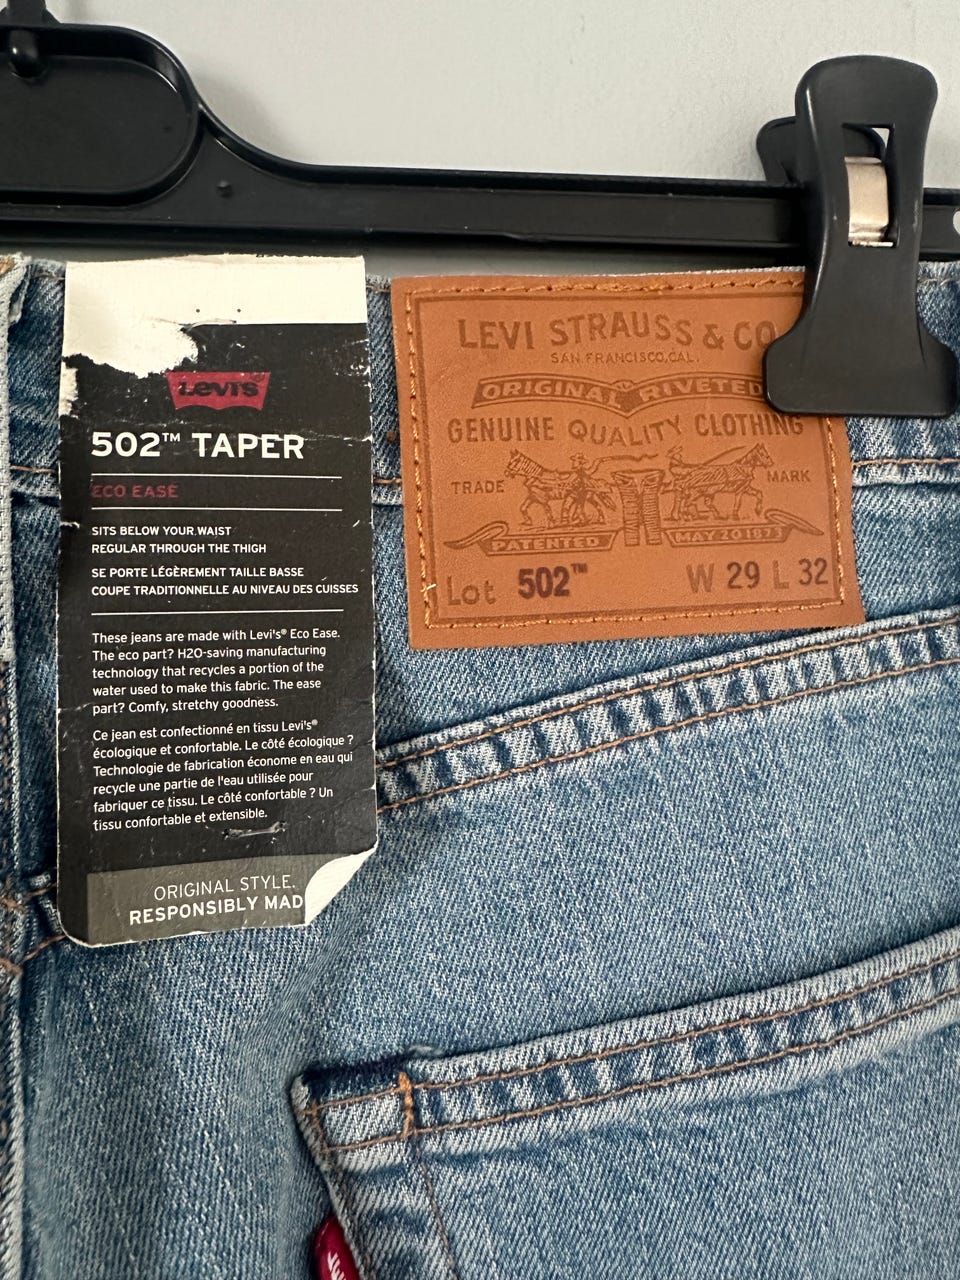 Levi's®
502™ TAPER
ECO EASE
SITS BELOW YOUR WAIST
REGULAR THROUGH THE THIGH
SE PORTE LÉGÈREMENT TAILLE BASSE
COUPE TRADITIONNELLE AU NIVEAU DES CUISSES
These jeans are made with Levi's® Eco Ease.
The eco part? H2O-saving manufacturing
technology that recycles a portion of the
water used to make this fabric. The ease
part? Comfy, stretchy goodness.
Ce jean est confectionné en tissu Levi's®
écologique et confortable. Le côté écologique ?
Technologie de fabrication économe en eau qui
recycle une partie de l'eau utilisée pour
fabriquer ce tissu. Le côté confortable ? Un
tissu confortable et extensible.
ORIGINAL STYLE.
RESPONSIBLY MAD
LEVI STRAUSS & CO
SAN FRANCISCO, CAL.
ORIGINAL RIVETED
GENUINE QUALITY CLOTHING
TRADE MARK
PATENTED MAY 20 1873
Lot 502™ W 29 L 32